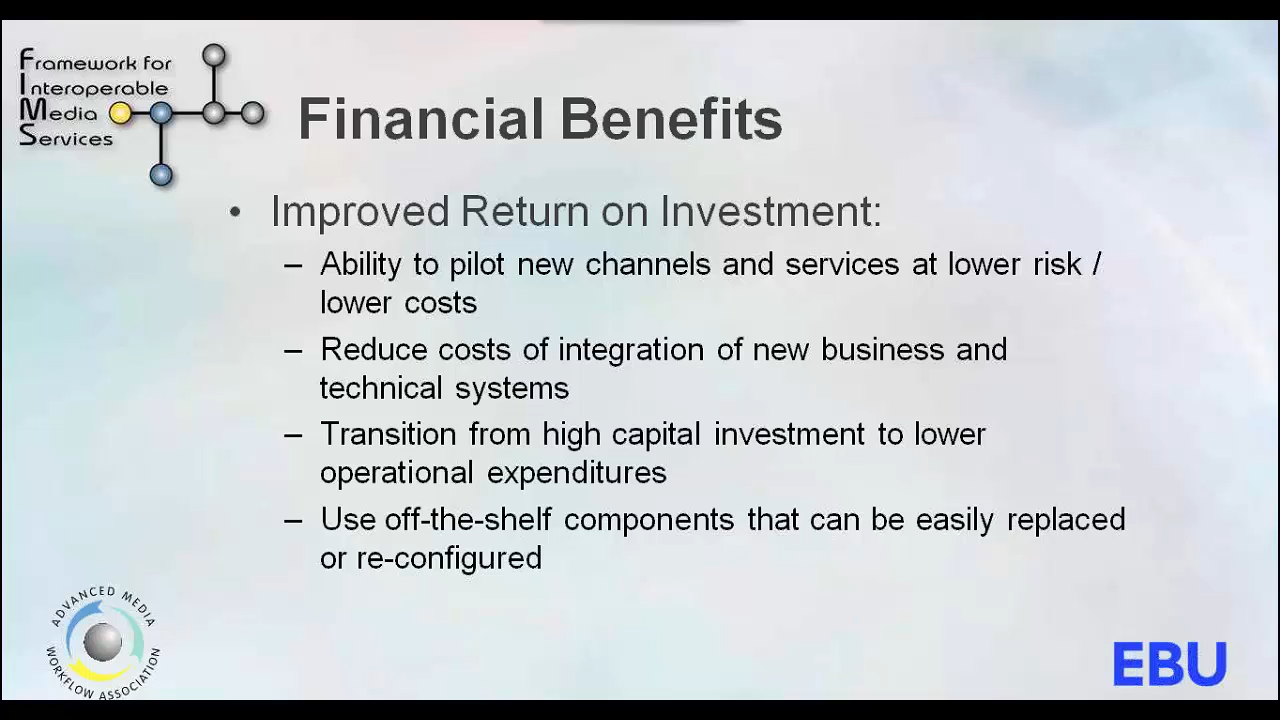 Framework for
Interoperable
Media
Services
Financial Benefits
• Improved Return on Investment:
– Ability to pilot new channels and services at lower risk /
lower costs
– Reduce costs of integration of new business and
technical systems
– Transition from high capital investment to lower
operational expenditures
– Use off-the-shelf components that can be easily replaced
or re-configured
ADVANCED MEDIA
WORKFLOW ASSOCIATION
EBU